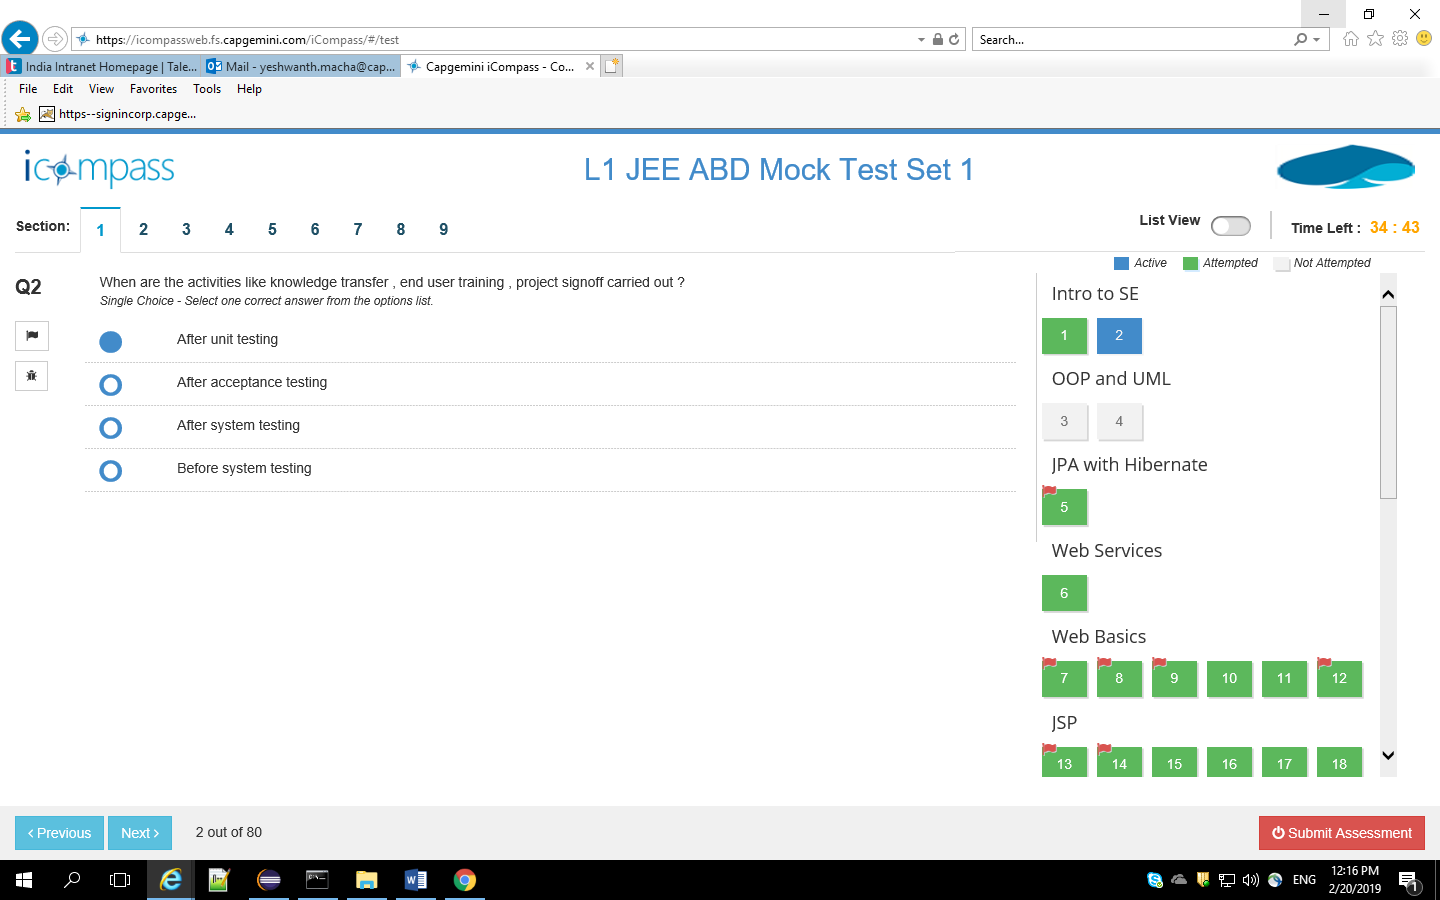 https://icompassweb.fs.capgemini.com/iCompass/#/test
Search...
India Intranet Homepage | Tale...
Mail - yeshwanth.macha@cap...
Capgemini iCompass - Co...
File Edit View Favorites Tools Help
https--signincorp.capge...
icompass
L1 JEE ABD Mock Test Set 1
Section: 1 2 3 4 5 6 7 8 9
List View
Time Left : 34 : 43
Active Attempted Not Attempted
Q2
When are the activities like knowledge transfer , end user training , project signoff carried out ?
Single Choice - Select one correct answer from the options list.
After unit testing
After acceptance testing
After system testing
Before system testing
Intro to SE
1 2
OOP and UML
3 4
JPA with Hibernate
5
Web Services
6
Web Basics
7 8 9 10 11 12
JSP
13 14 15 16 17 18
Previous
Next
2 out of 80
Submit Assessment
ENG
12:16 PM
2/20/2019
1